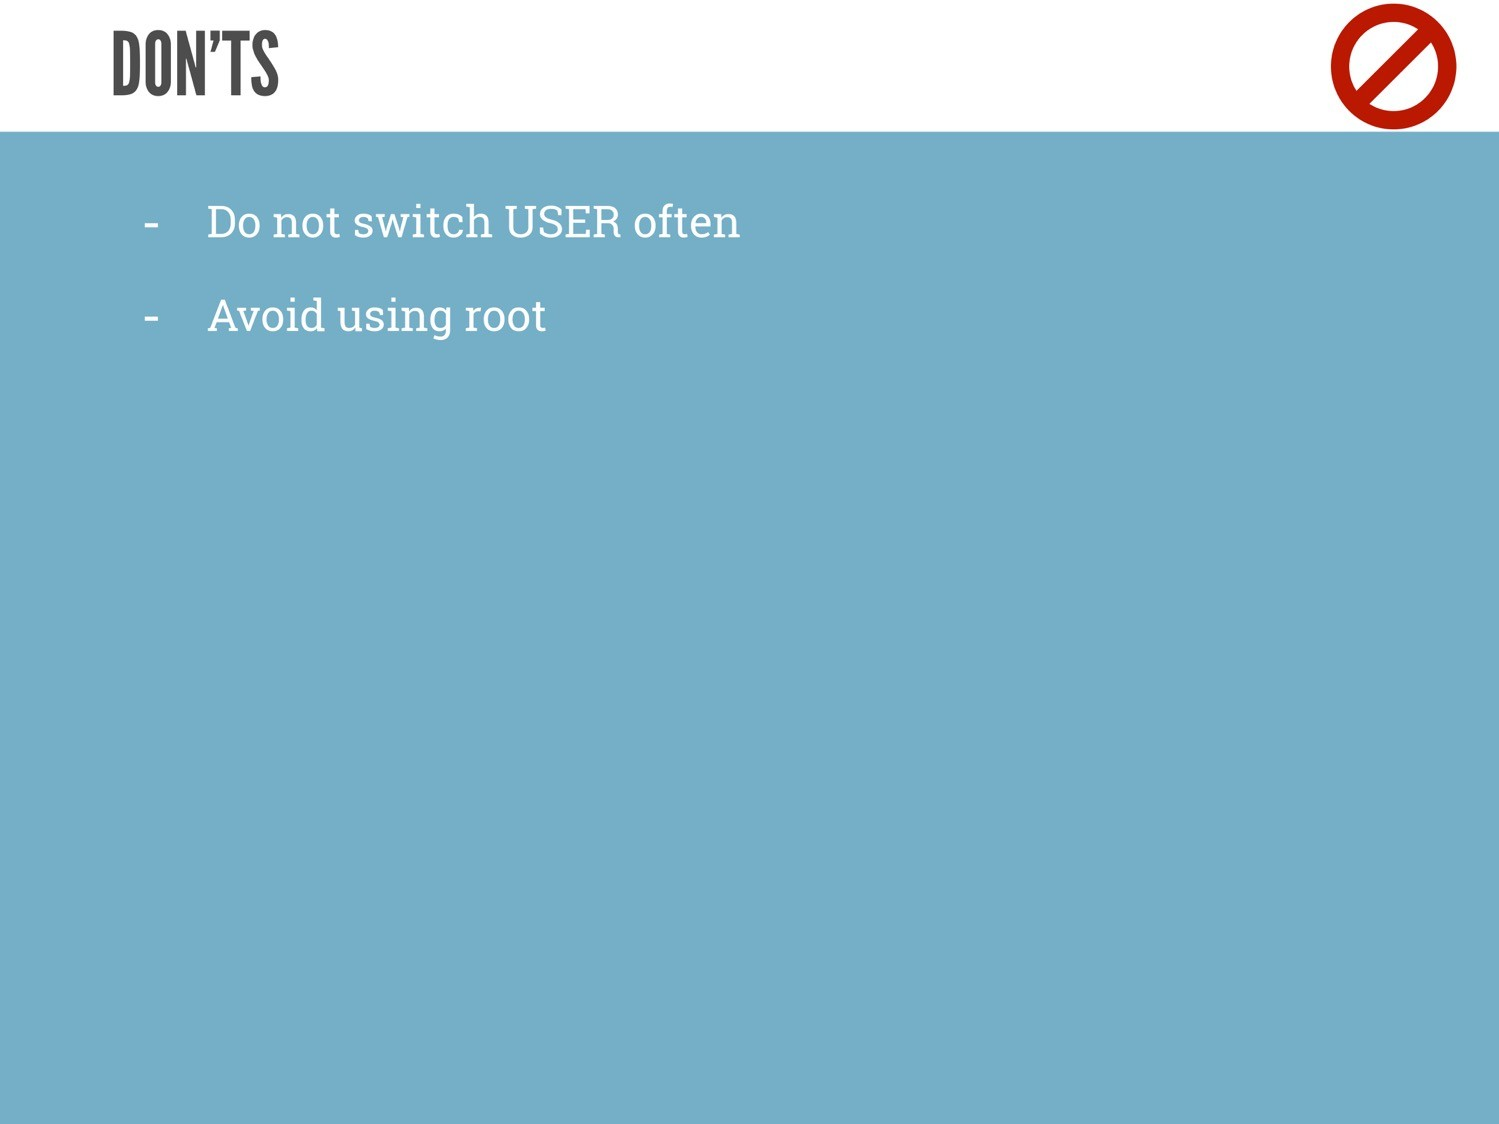 DON’TS
- Do not switch USER often
- Avoid using root